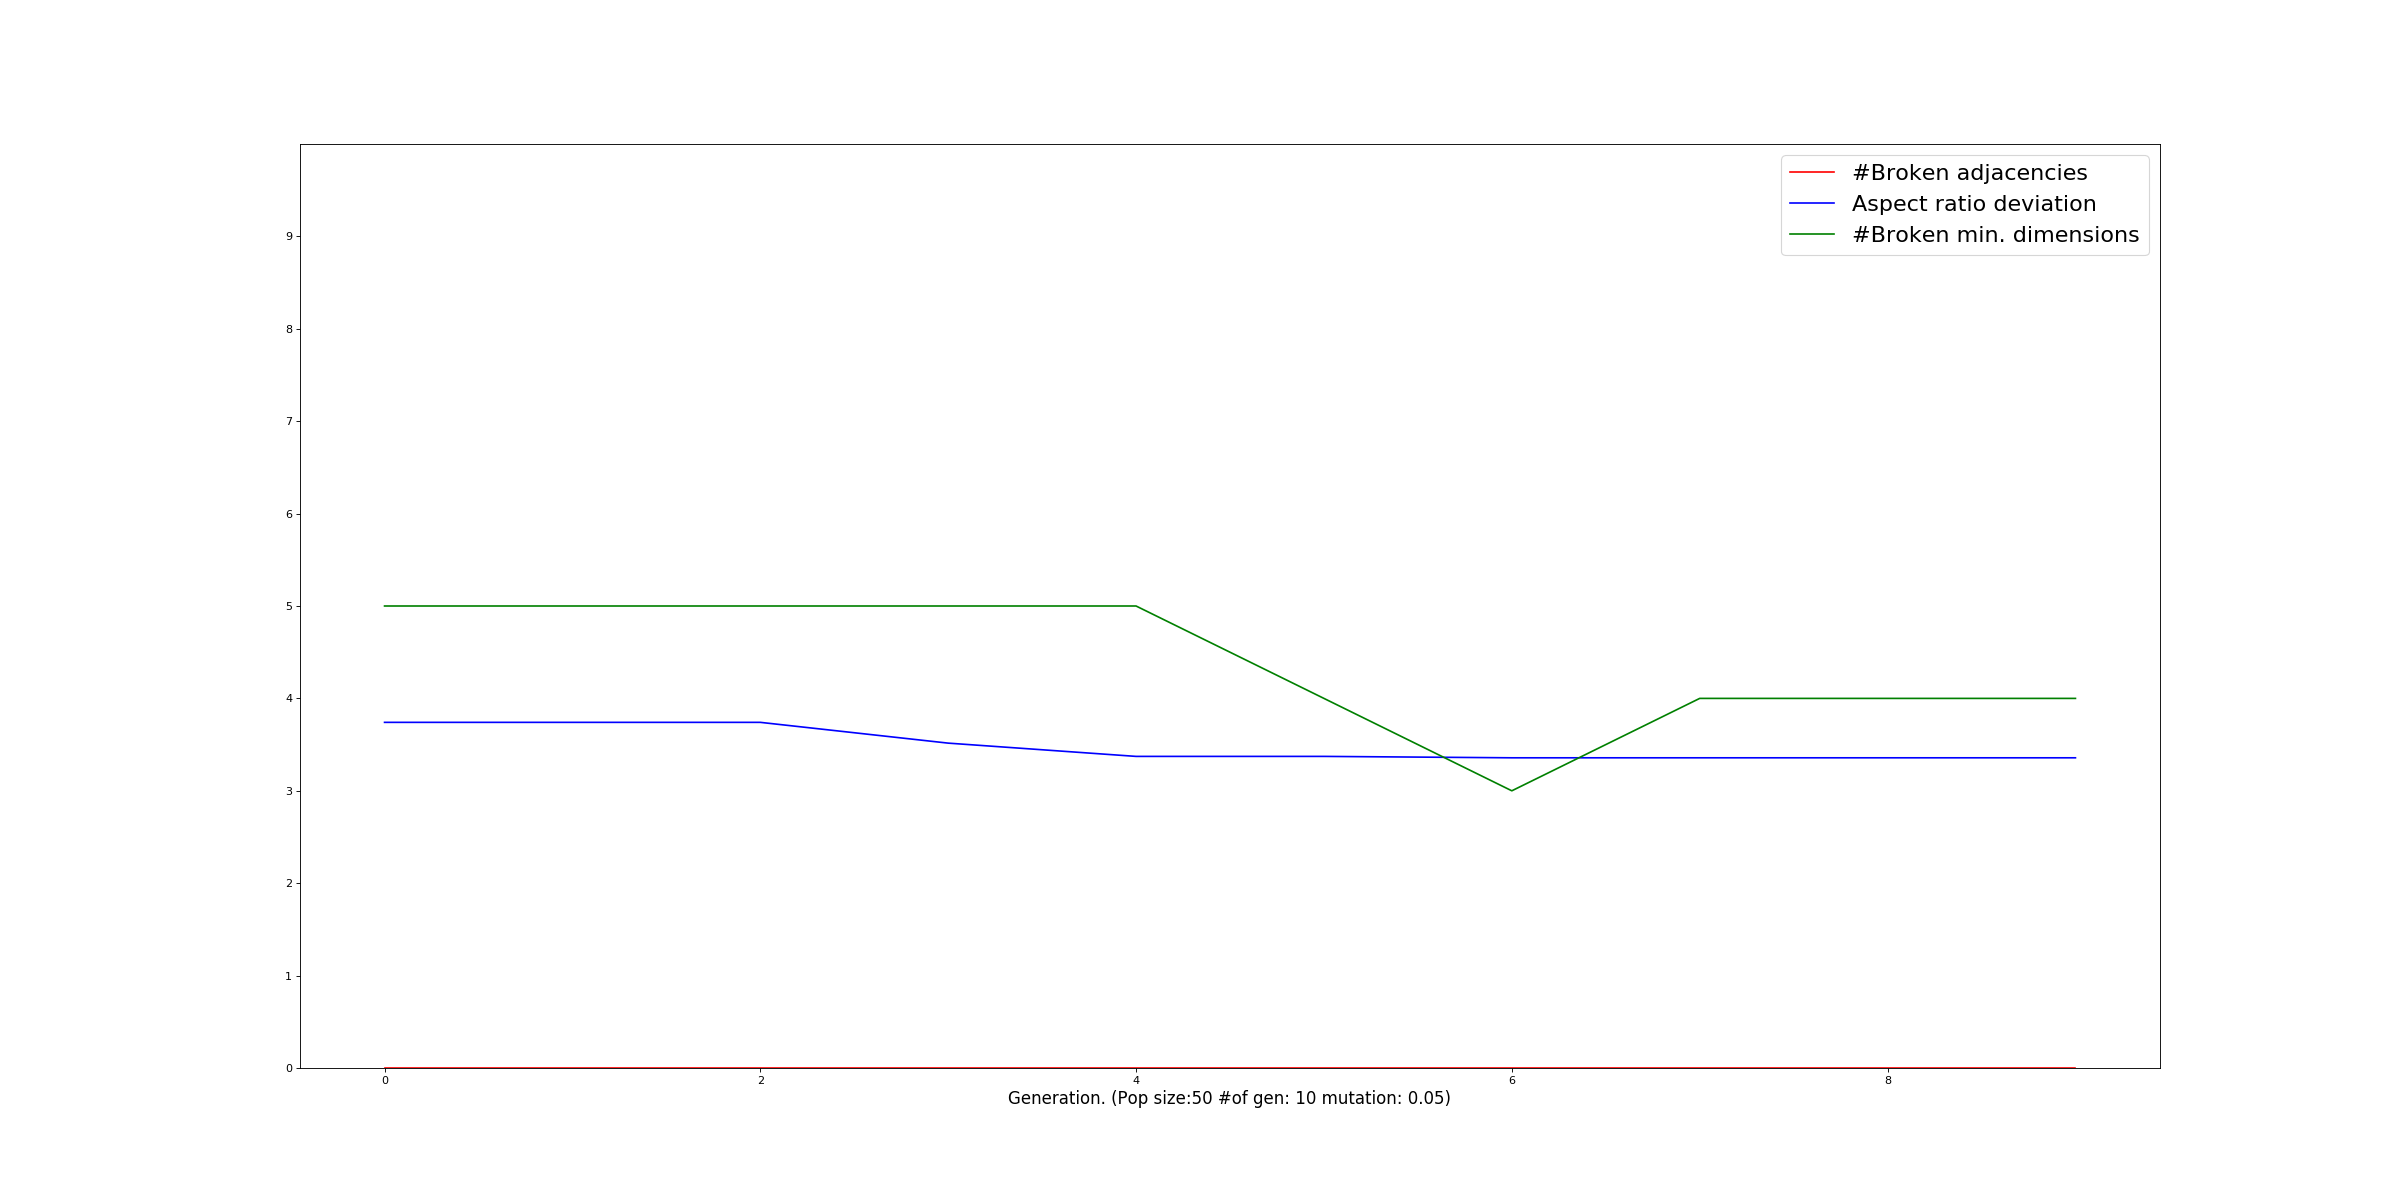 #Broken adjacencies
Aspect ratio deviation
#Broken min. dimensions
9
8
7
6
5
4
3
2
1
0
0 2 4 6 8
Generation. (Pop size:50 #of gen: 10 mutation: 0.05)